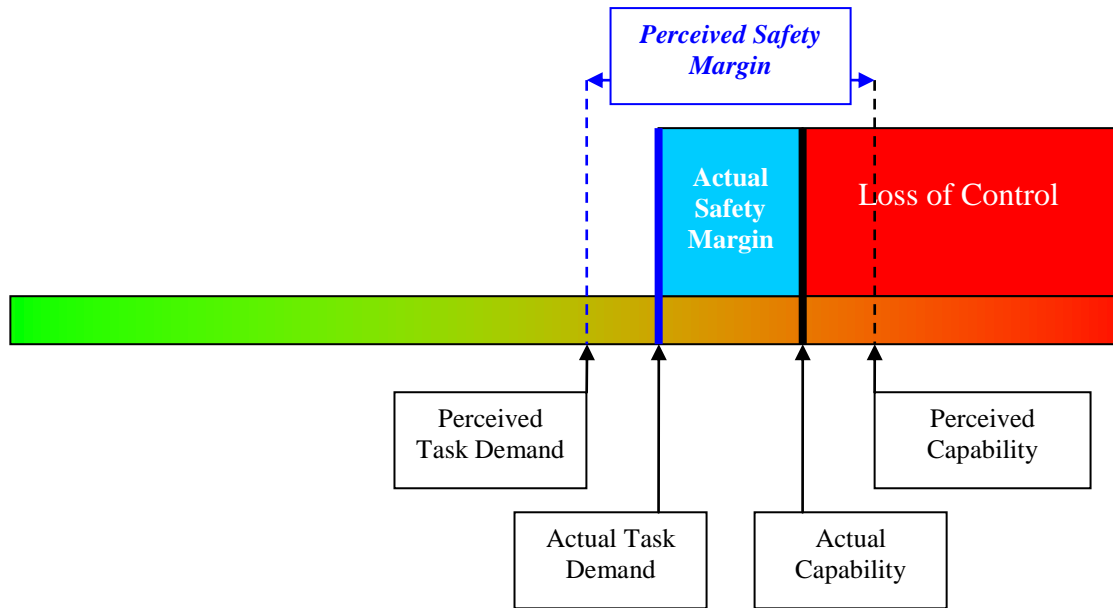 Perceived Safety
Margin
Actual
Safety
Margin
Loss of Control
Perceived
Task Demand
Perceived
Capability
Actual Task
Demand
Actual
Capability